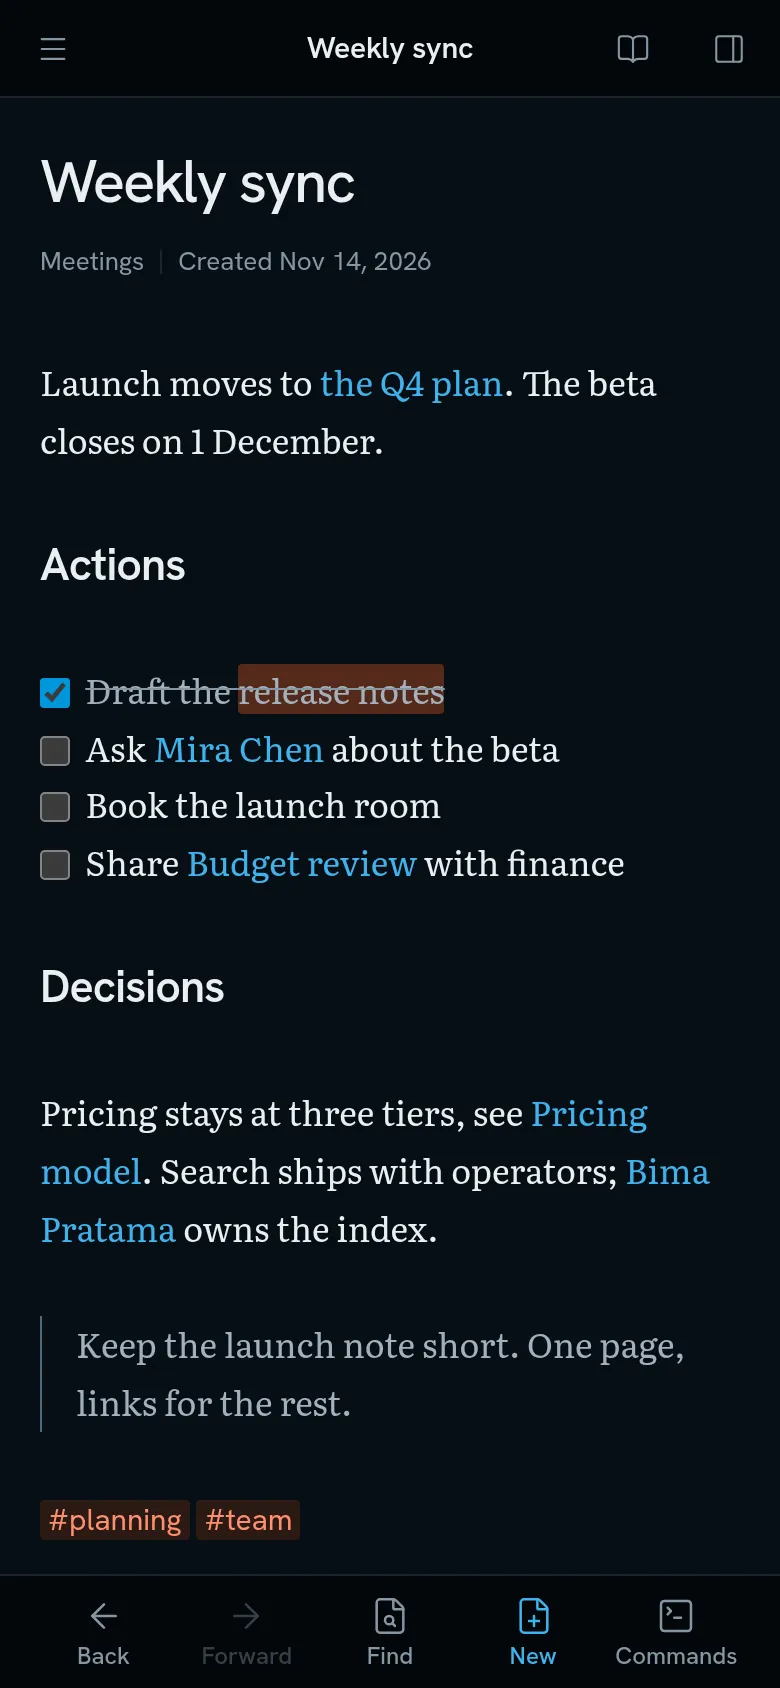 Weekly sync
Weekly sync
Meetings | Created Nov 14, 2026
Launch moves to the Q4 plan. The beta
closes on 1 December.
Actions
Draft the release notes
Ask Mira Chen about the beta
Book the launch room
Share Budget review with finance
Decisions
Pricing stays at three tiers, see Pricing
model. Search ships with operators; Bima
Pratama owns the index.
Keep the launch note short. One page,
links for the rest.
#planning #team
Back Forward Find New Commands